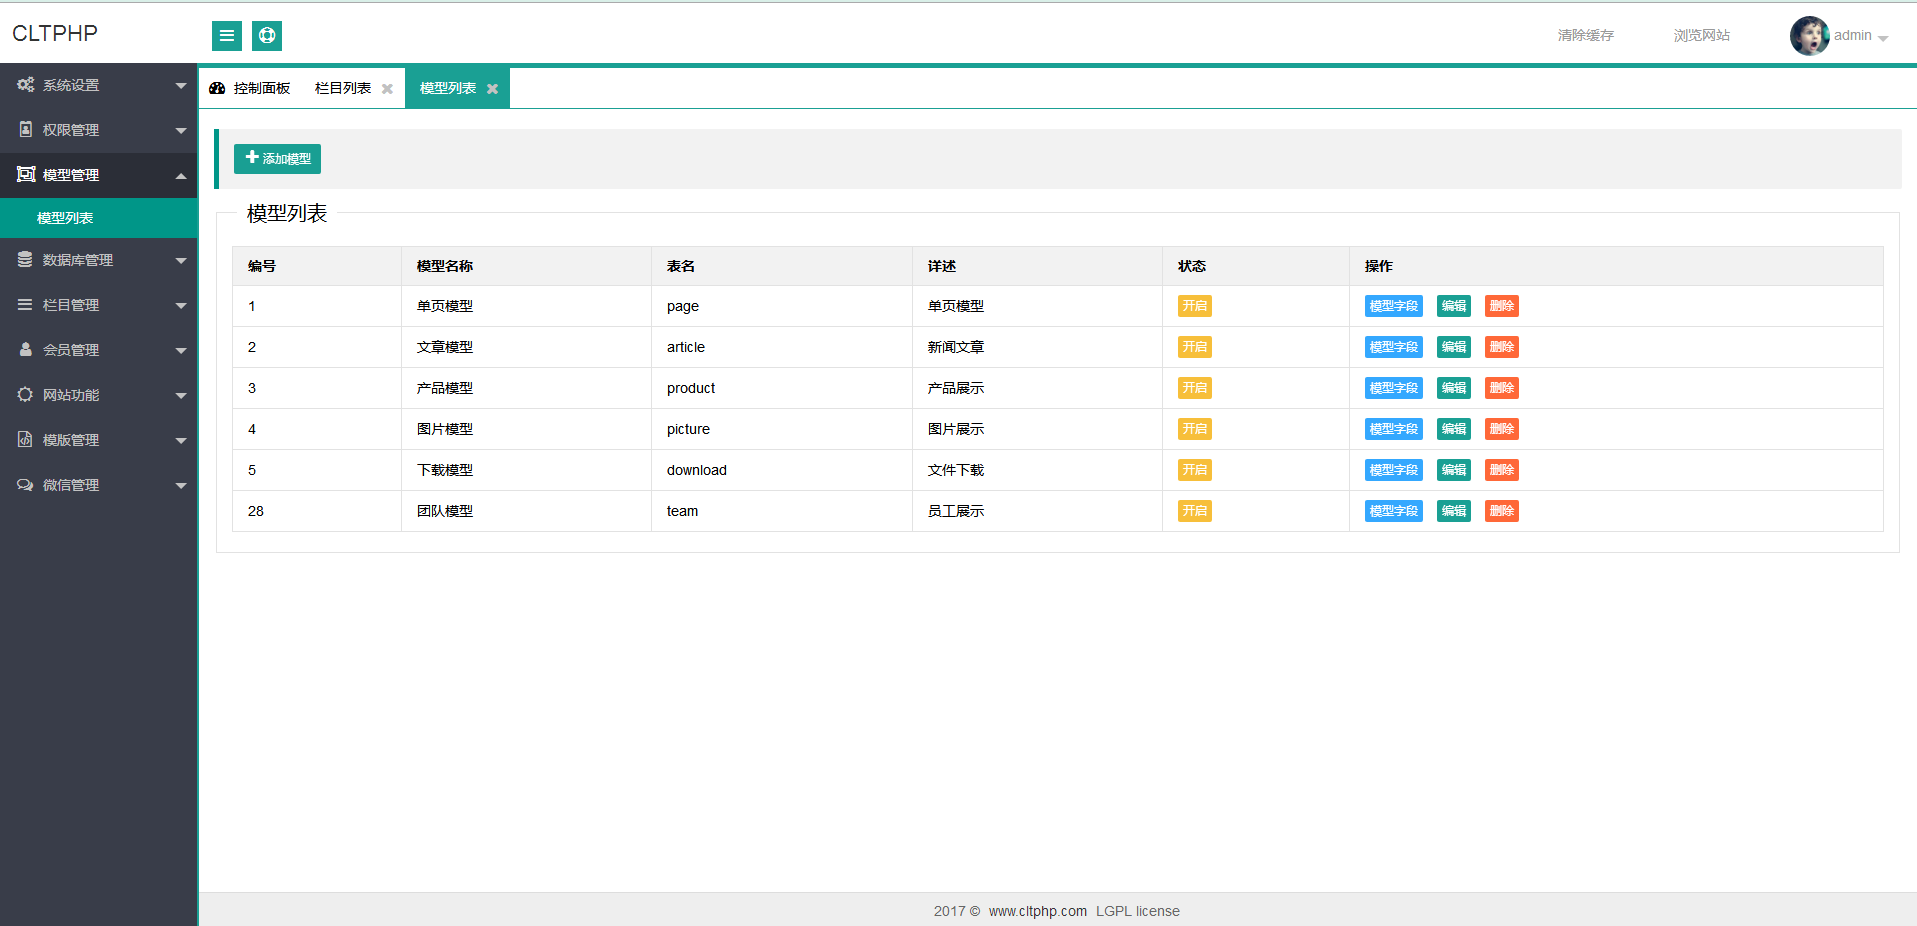 CLTPHP
清除缓存 浏览网站 admin
系统设置
权限管理
模型管理
模型列表
数据库管理
栏目管理
会员管理
网站功能
模版管理
微信管理
控制面板 栏目列表 模型列表
添加模型
模型列表
编号 模型名称 表名 详述 状态 操作
1 单页模型 page 单页模型 开启 模型字段 编辑 删除
2 文章模型 article 新闻文章 开启 模型字段 编辑 删除
3 产品模型 product 产品展示 开启 模型字段 编辑 删除
4 图片模型 picture 图片展示 开启 模型字段 编辑 删除
5 下载模型 download 文件下载 开启 模型字段 编辑 删除
28 团队模型 team 员工展示 开启 模型字段 编辑 删除
2017 © www.cltphp.com LGPL license